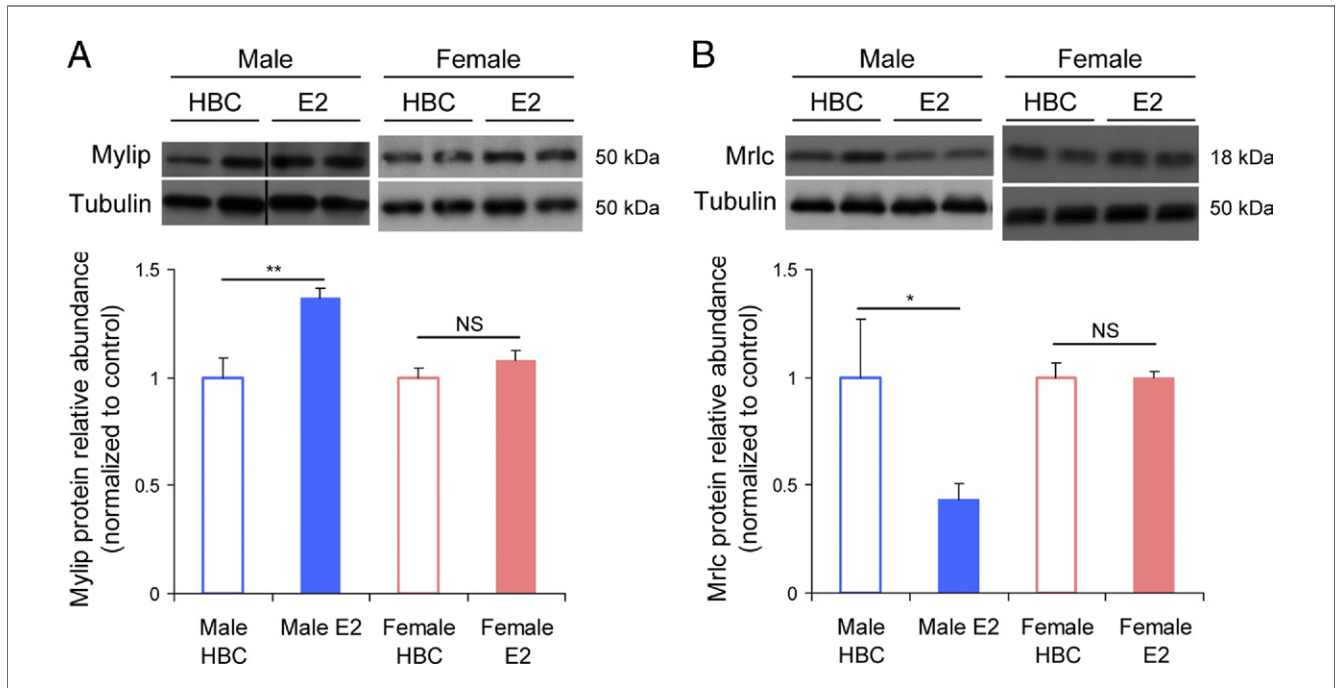 A
Male
Female
HBC
E2
HBC
E2
Mylip
50 kDa
Tubulin
50 kDa
Mylip protein relative abundance
(normalized to control)
1.5
1
0.5
0
**
NS
Male
HBC
Male E2
Female
HBC
Female
E2
B
Male
Female
HBC
E2
HBC
E2
Mrlc
18 kDa
Tubulin
50 kDa
Mrlc protein relative abundance
(normalized to control)
1.5
1
0.5
0
*
NS
Male
HBC
Male E2
Female
HBC
Female
E2